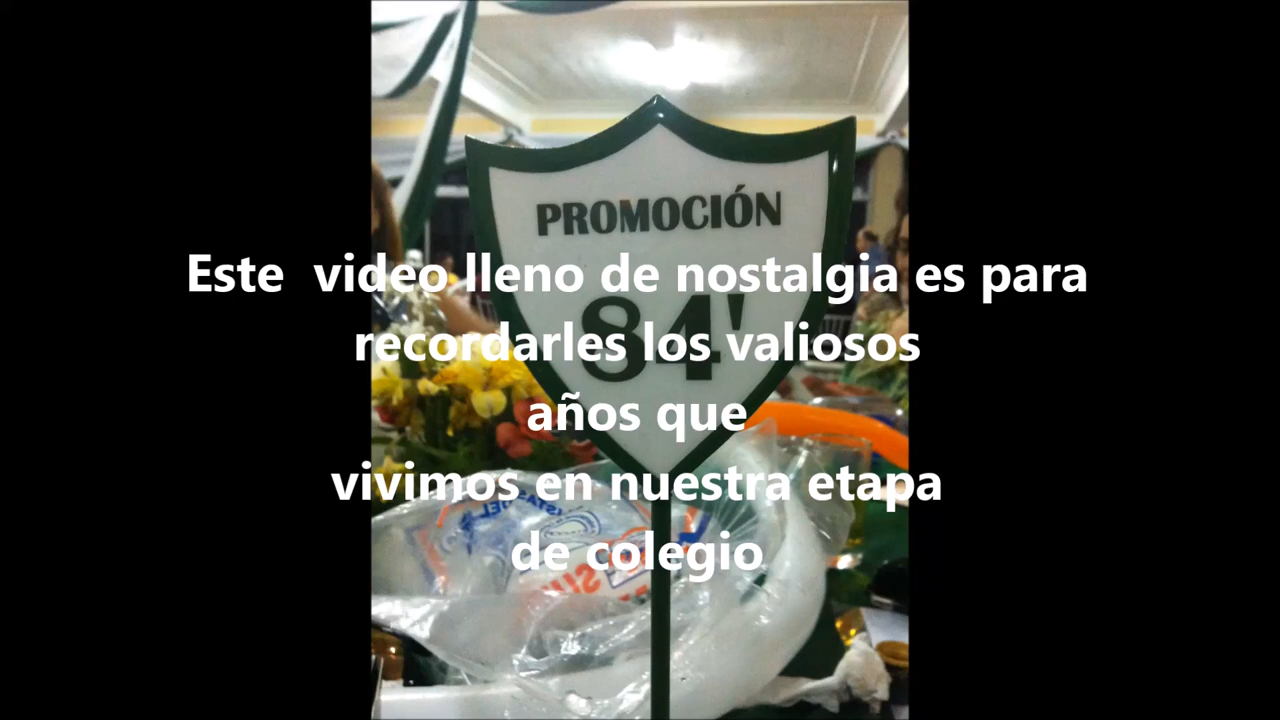 PROMOCIÓN
84'
Este video lleno de nostalgia es para
recordarles los valiosos
años que
vivimos en nuestra etapa
de colegio